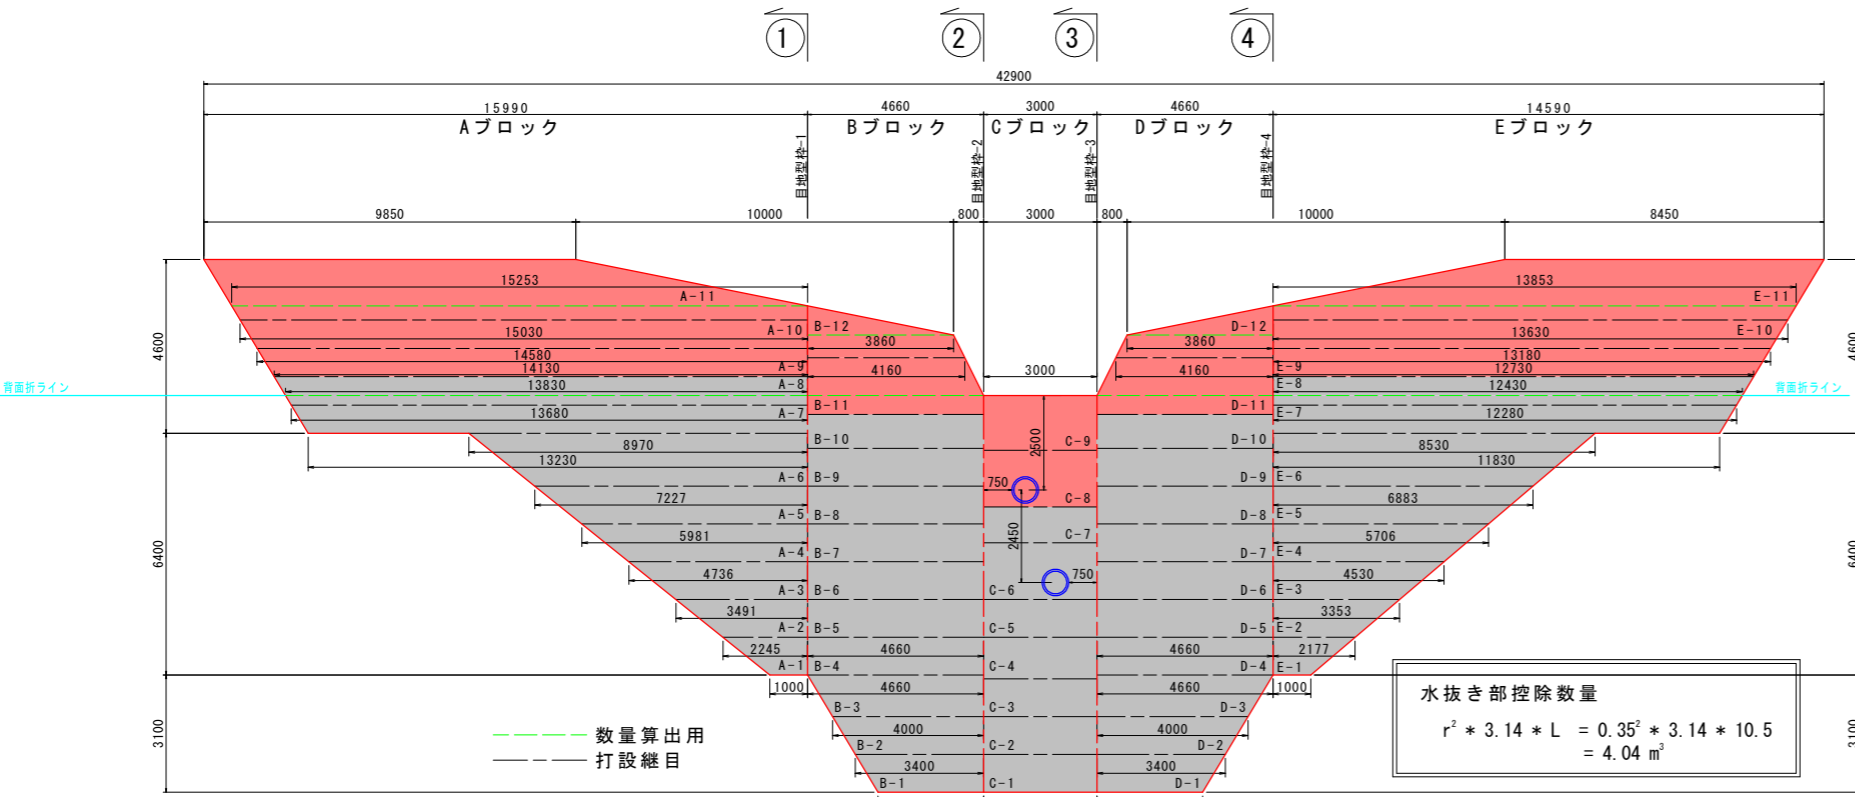 ① ② ③ ④
42900
15990 4660 3000 4660 14590
Aブロック Bブロック Cブロック Dブロック Eブロック
目地型枠-1
目地型枠-2
目地型枠-3
目地型枠-4
9850 10000 800 3000 800 10000 8450
15253 13853
A-11 E-11
A-10 B-12 D-12 E-10
15030 3860 3860 13630
14580 13180
A-9 E-9
14130 4160 3000 4160 12730
A-8 E-8
13830 12430
背面折ライン 背面折ライン
A-7 B-11 D-11 E-7
13680 12280
B-10 C-9 D-10
8970 8530
13230 11830
4600 2500 4600
A-6 B-9 D-9 E-6
750
7227 C-8 6883
A-5 B-8 D-8 E-5
5981 C-7 5706
2450
A-4 B-7 D-7 E-4
6400 6400
4736 750 4530
A-3 B-6 C-6 D-6 E-3
3491 3353
A-2 B-5 C-5 D-5 E-2
2245 4660 4660 2177
A-1 B-4 C-4 D-4 E-1
1000 4660 4660 1000
B-3 C-3 D-3
4000 4000
3100 3100
B-2 C-2 D-2
3400 3400
B-1 C-1 D-1
数量算出用
打設継目
水抜き部控除数量
r² * 3.14 * L = 0.35² * 3.14 * 10.5
= 4.04 m³